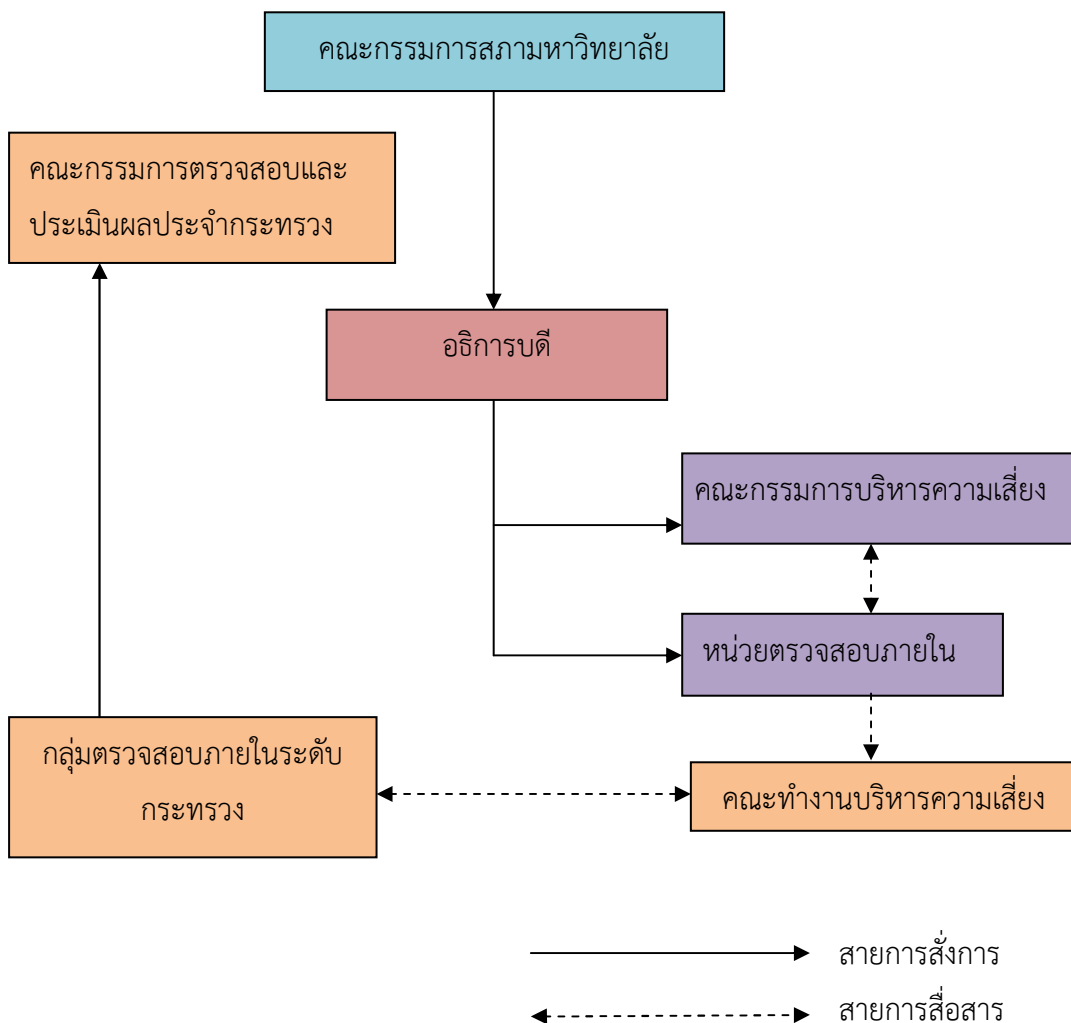 คณะกรรมการสภามหาวิทยาลัย
คณะกรรมการตรวจสอบและ
ประเมินผลประจำกระทรวง
อธิการบดี
คณะกรรมการบริหารความเสี่ยง
หน่วยตรวจสอบภายใน
กลุ่มตรวจสอบภายในระดับ
กระทรวง
คณะทำงานบริหารความเสี่ยง
สายการสั่งการ
สายการสื่อสาร